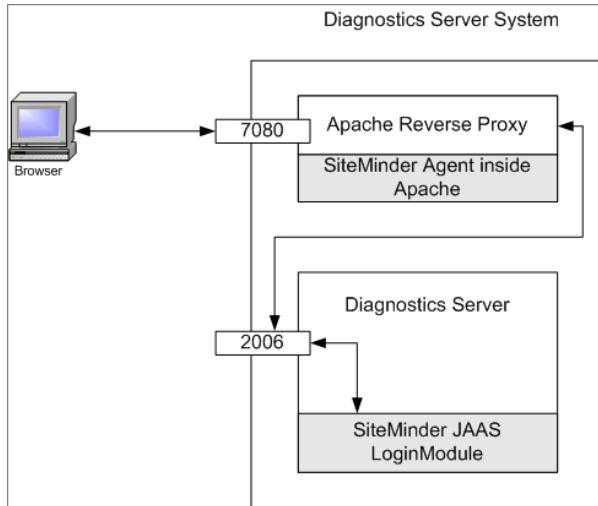 Diagnostics Server System
7080
Apache Reverse Proxy
SiteMinder Agent inside
Apache
Browser
Diagnostics Server
2006
SiteMinder JAAS
LoginModule